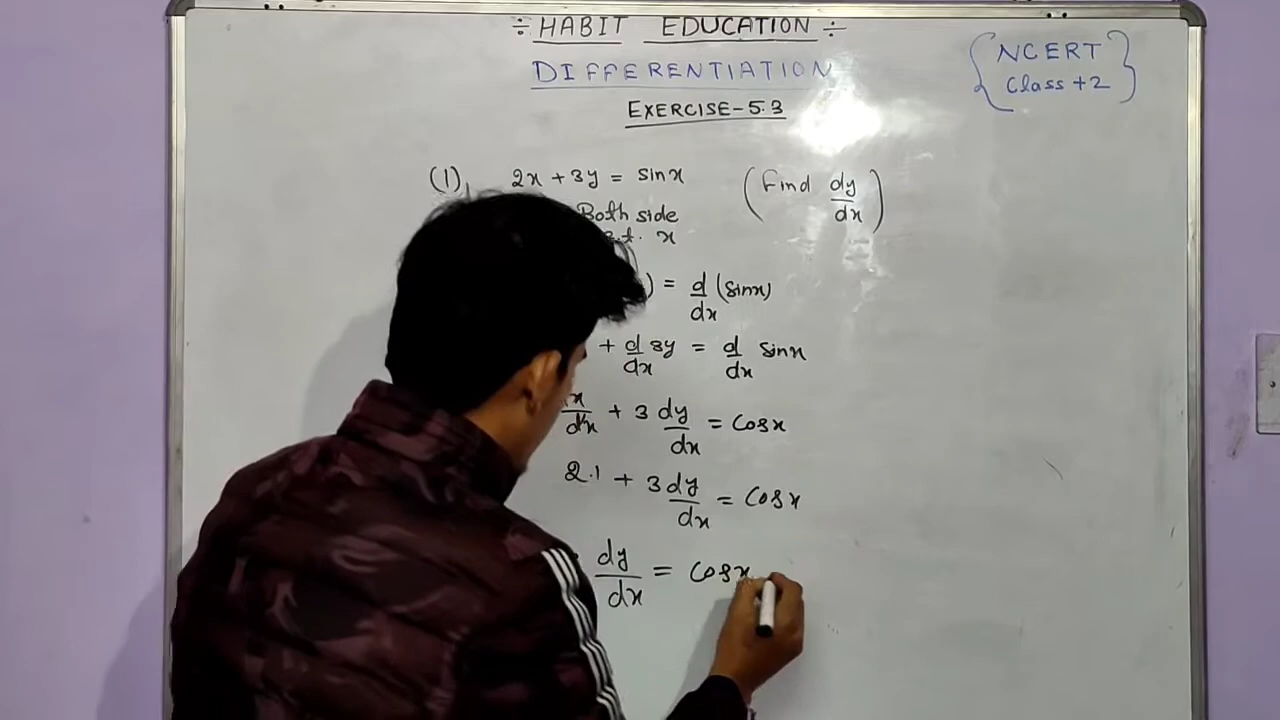 ÷ HABIT EDUCATION ÷
DIFFERENTIATION
NCERT
Class +2
EXERCISE-5.3
(1), 2x + 3y = sinx (Find dy/dx)
Both side
x
) = d/dx (sinx)
+ d/dx 3y = d/dx sinx
x/dx + 3 dy/dx = Cosx
2.1 + 3 dy/dx = Cosx
dy/dx = Cosx